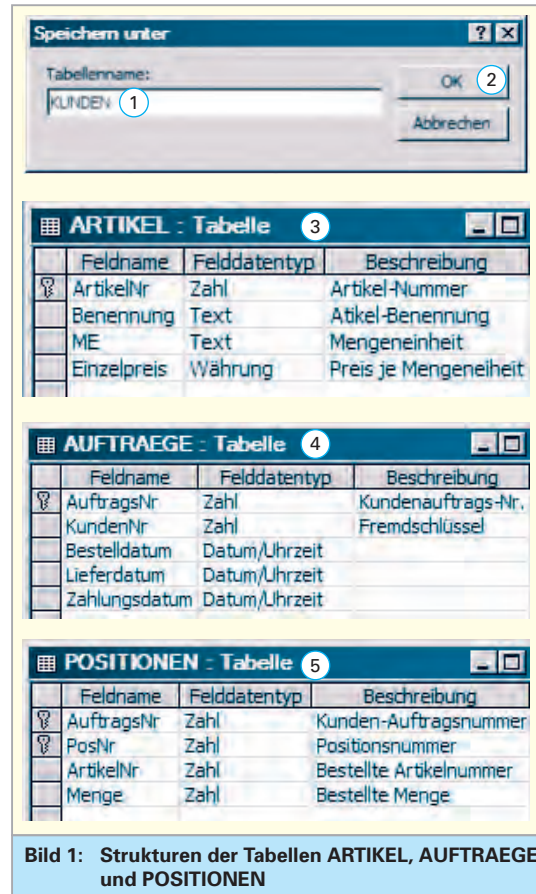 Speichern unter
Tabellenname:
KUNDEN 1
OK 2
Abbrechen
ARTIKEL : Tabelle 3
Feldname Felddatentyp Beschreibung
ArtikelNr Zahl Artikel-Nummer
Benennung Text Atikel-Benennung
ME Text Mengeneinheit
Einzelpreis Währung Preis je Mengeneiheit
AUFTRAEGE : Tabelle 4
Feldname Felddatentyp Beschreibung
AuftragsNr Zahl Kundenauftrags-Nr.
KundenNr Zahl Fremdschlüssel
Bestelldatum Datum/Uhrzeit
Lieferdatum Datum/Uhrzeit
Zahlungsdatum Datum/Uhrzeit
POSITIONEN : Tabelle 5
Feldname Felddatentyp Beschreibung
AuftragsNr Zahl Kunden-Auftragsnummer
PosNr Zahl Positionsnummer
ArtikelNr Zahl Bestellte Artikelnummer
Menge Zahl Bestellte Menge
Bild 1: Strukturen der Tabellen ARTIKEL, AUFTRAEGE
und POSITIONEN